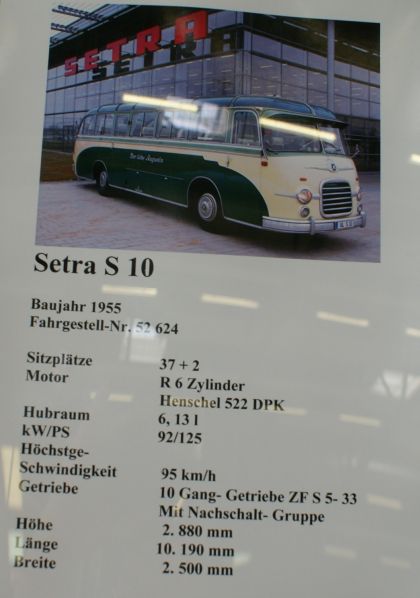 SETRA
SETRA
Setra S 10
Baujahr 1955
Fahrgestell-Nr. 52 624
Sitzplätze 37 + 2
Motor R 6 Zylinder
Henschel 522 DPK
Hubraum 6, 13 l
kW/PS 92/125
Höchstge-
Schwindigkeit 95 km/h
Getriebe 10 Gang- Getriebe ZF S 5- 33
Mit Nachschalt- Gruppe
Höhe 2. 880 mm
Länge 10. 190 mm
Breite 2. 500 mm